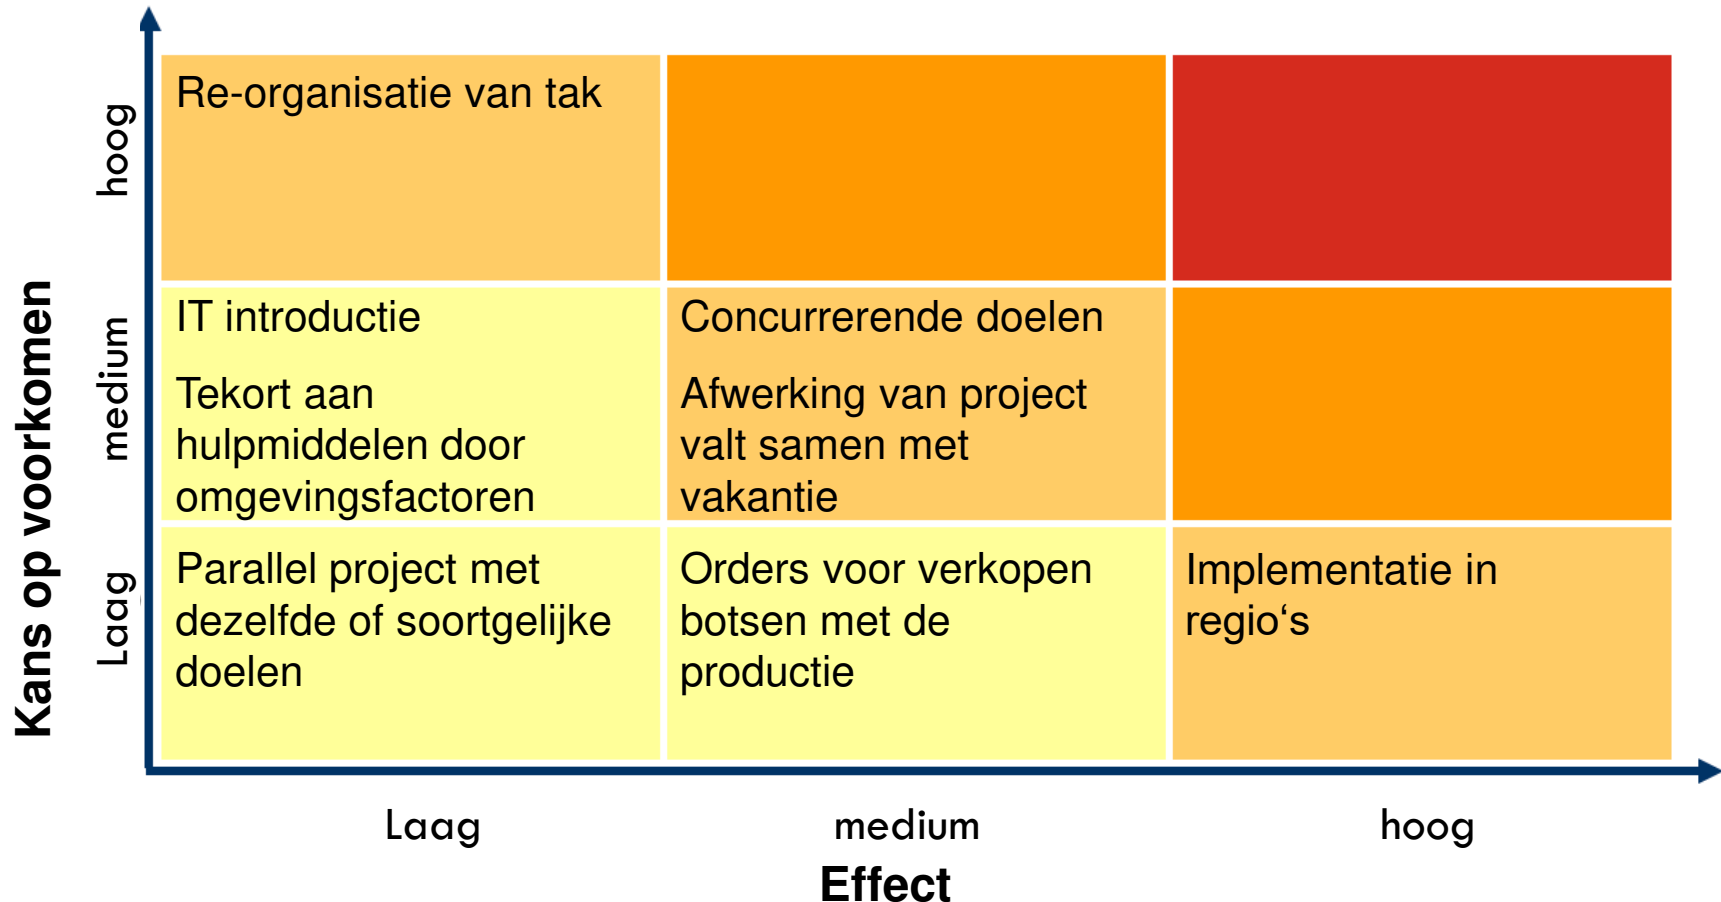 Kans op voorkomen
hoog
Re-organisatie van tak
medium
IT introductie
Tekort aan
hulpmiddelen door
omgevingsfactoren
Concurrerende doelen
Afwerking van project
valt samen met
vakantie
Laag
Parallel project met
dezelfde of soortgelijke
doelen
Orders voor verkopen
botsen met de
productie
Implementatie in
regio‘s
Laag
medium
hoog
Effect